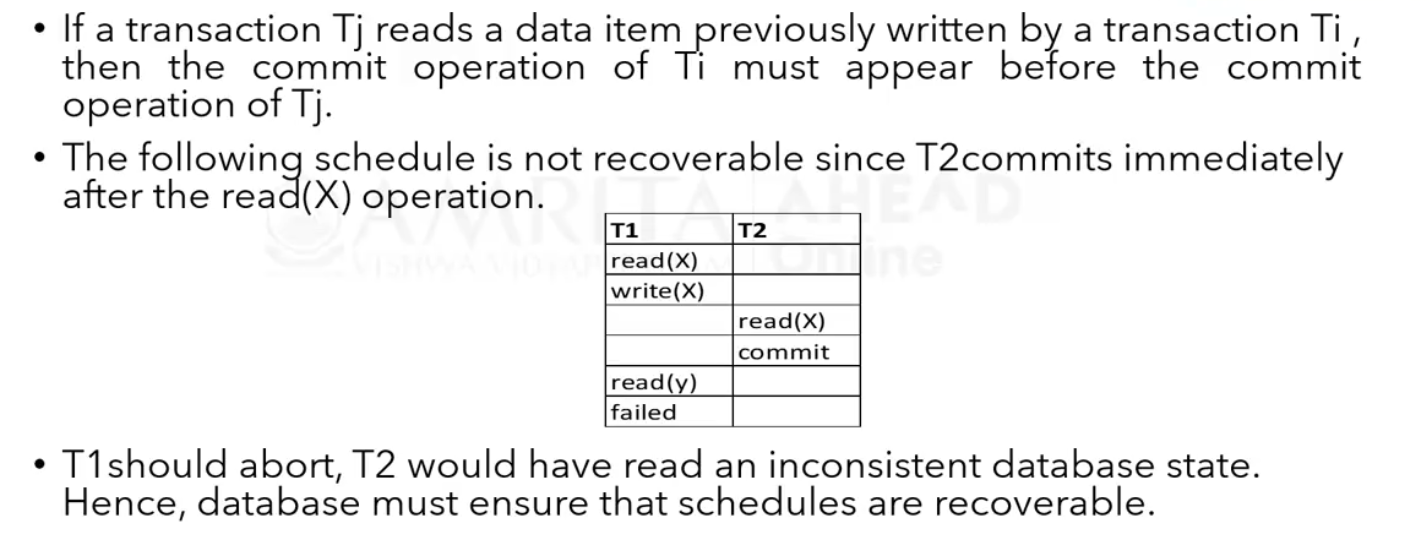 • If a transaction Tj reads a data item previously written by a transaction Ti ,
then the commit operation of Ti must appear before the commit
operation of Tj.
• The following schedule is not recoverable since T2commits immediately
after the read(X) operation.
AMRITA AHEAD
VISHWA VIDYAPEETHAM Online
T1 T2
read(X)
write(X)
read(X)
commit
read(y)
failed
• T1should abort, T2 would have read an inconsistent database state.
Hence, database must ensure that schedules are recoverable.